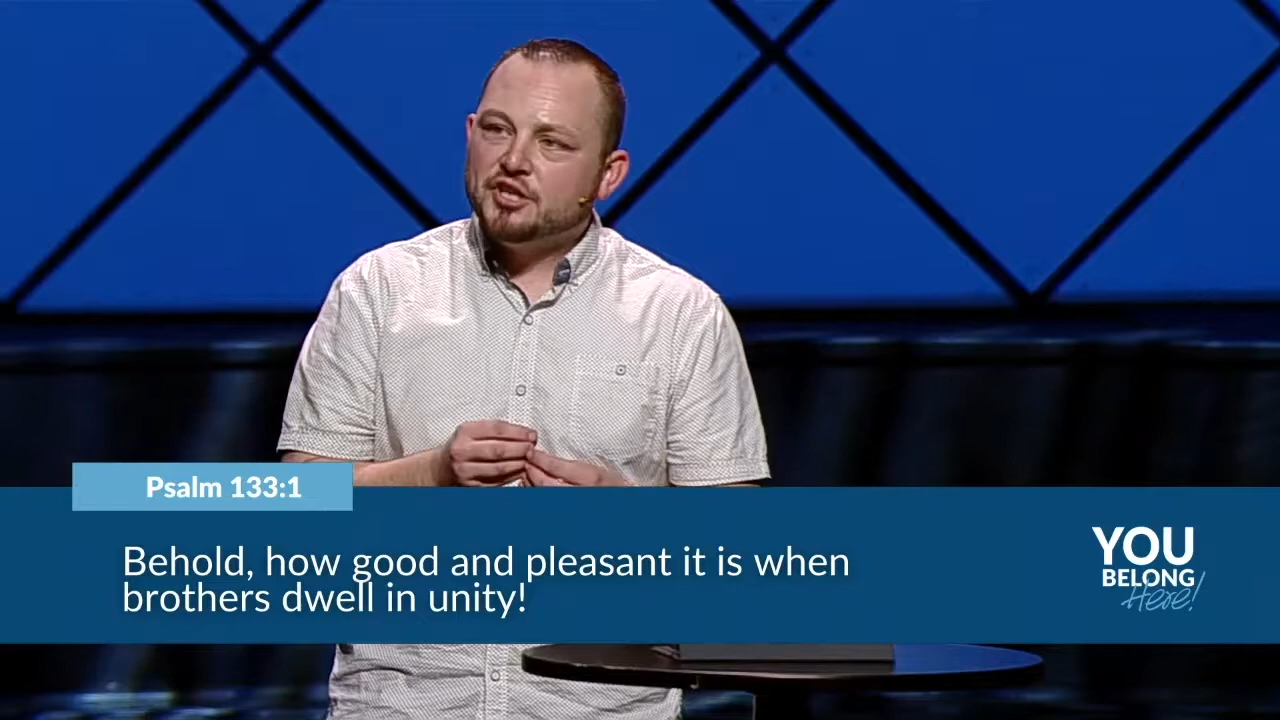 Psalm 133:1
Behold, how good and pleasant it is when
brothers dwell in unity!
YOU
BELONG
Here!